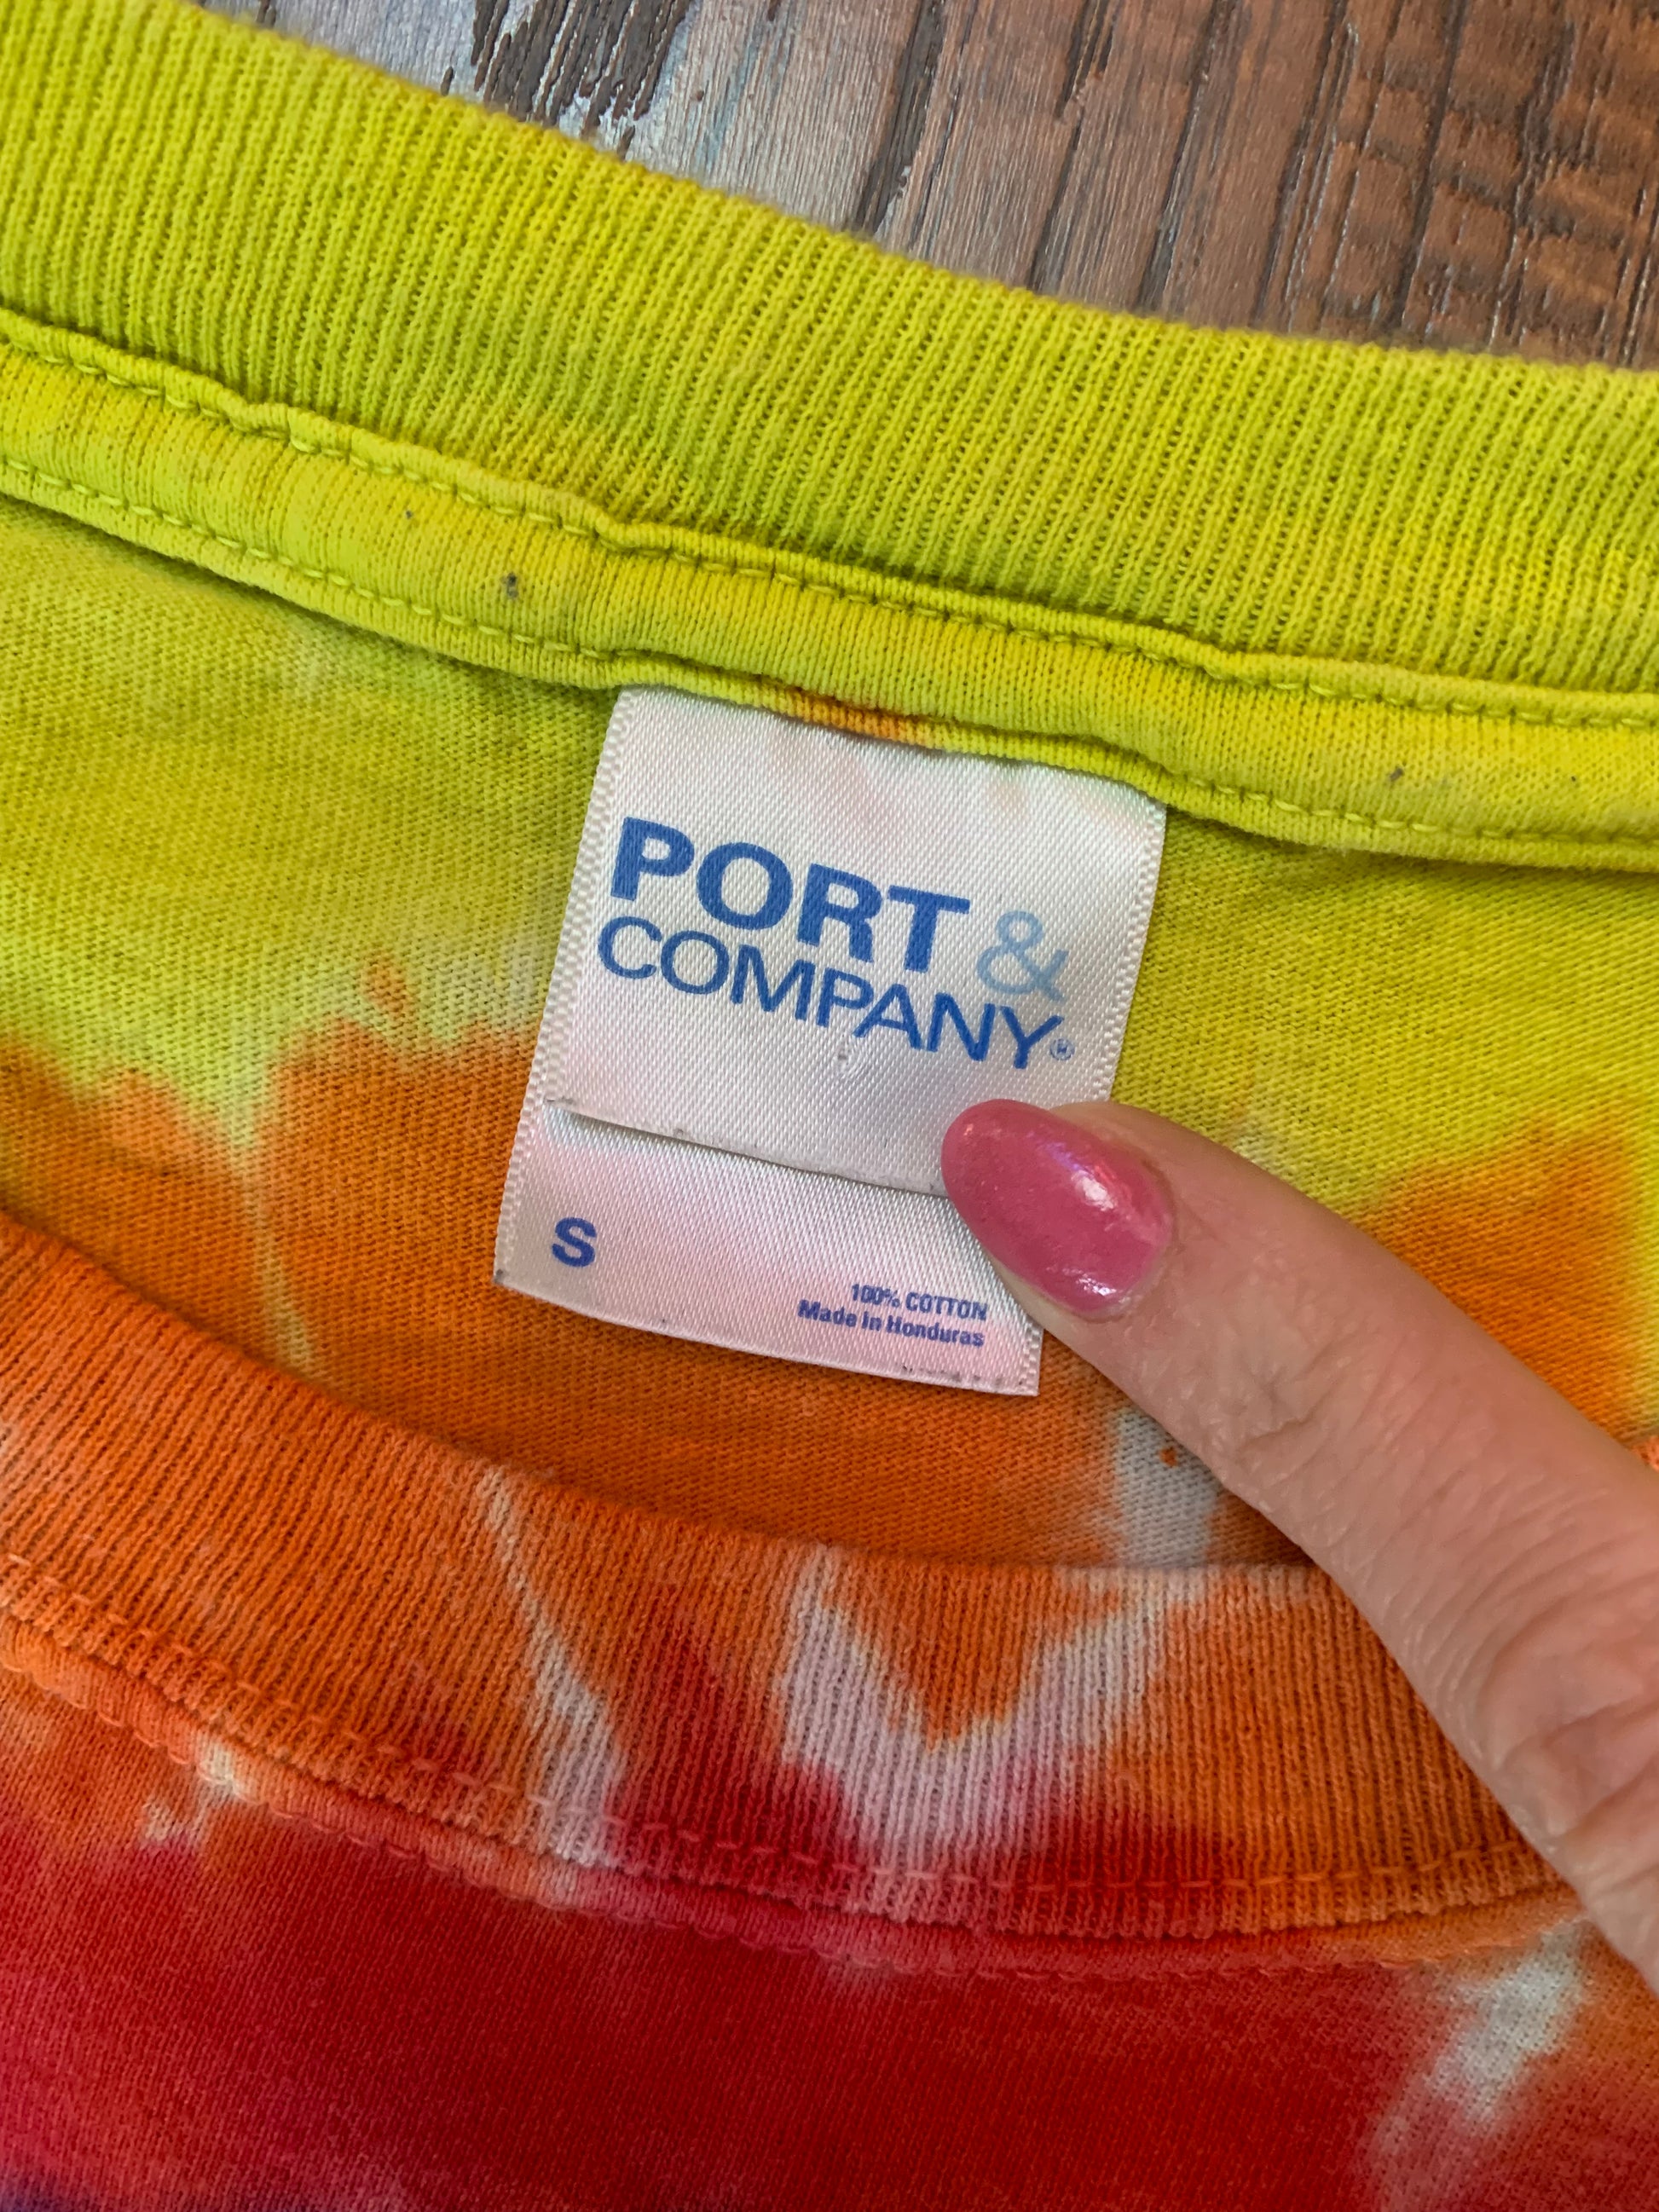 PORT &
COMPANY®
S
100% COTTON
Made in Honduras